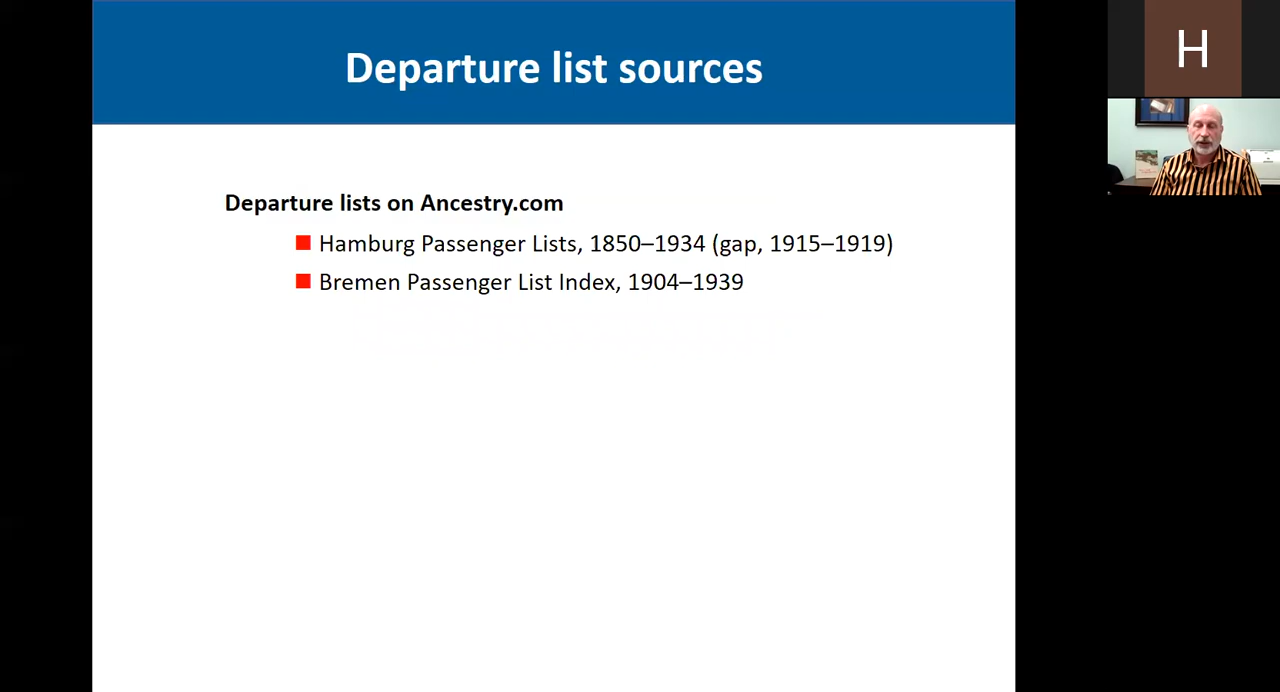 Departure list sources
H
Departure lists on Ancestry.com
Hamburg Passenger Lists, 1850–1934 (gap, 1915–1919)
Bremen Passenger List Index, 1904–1939